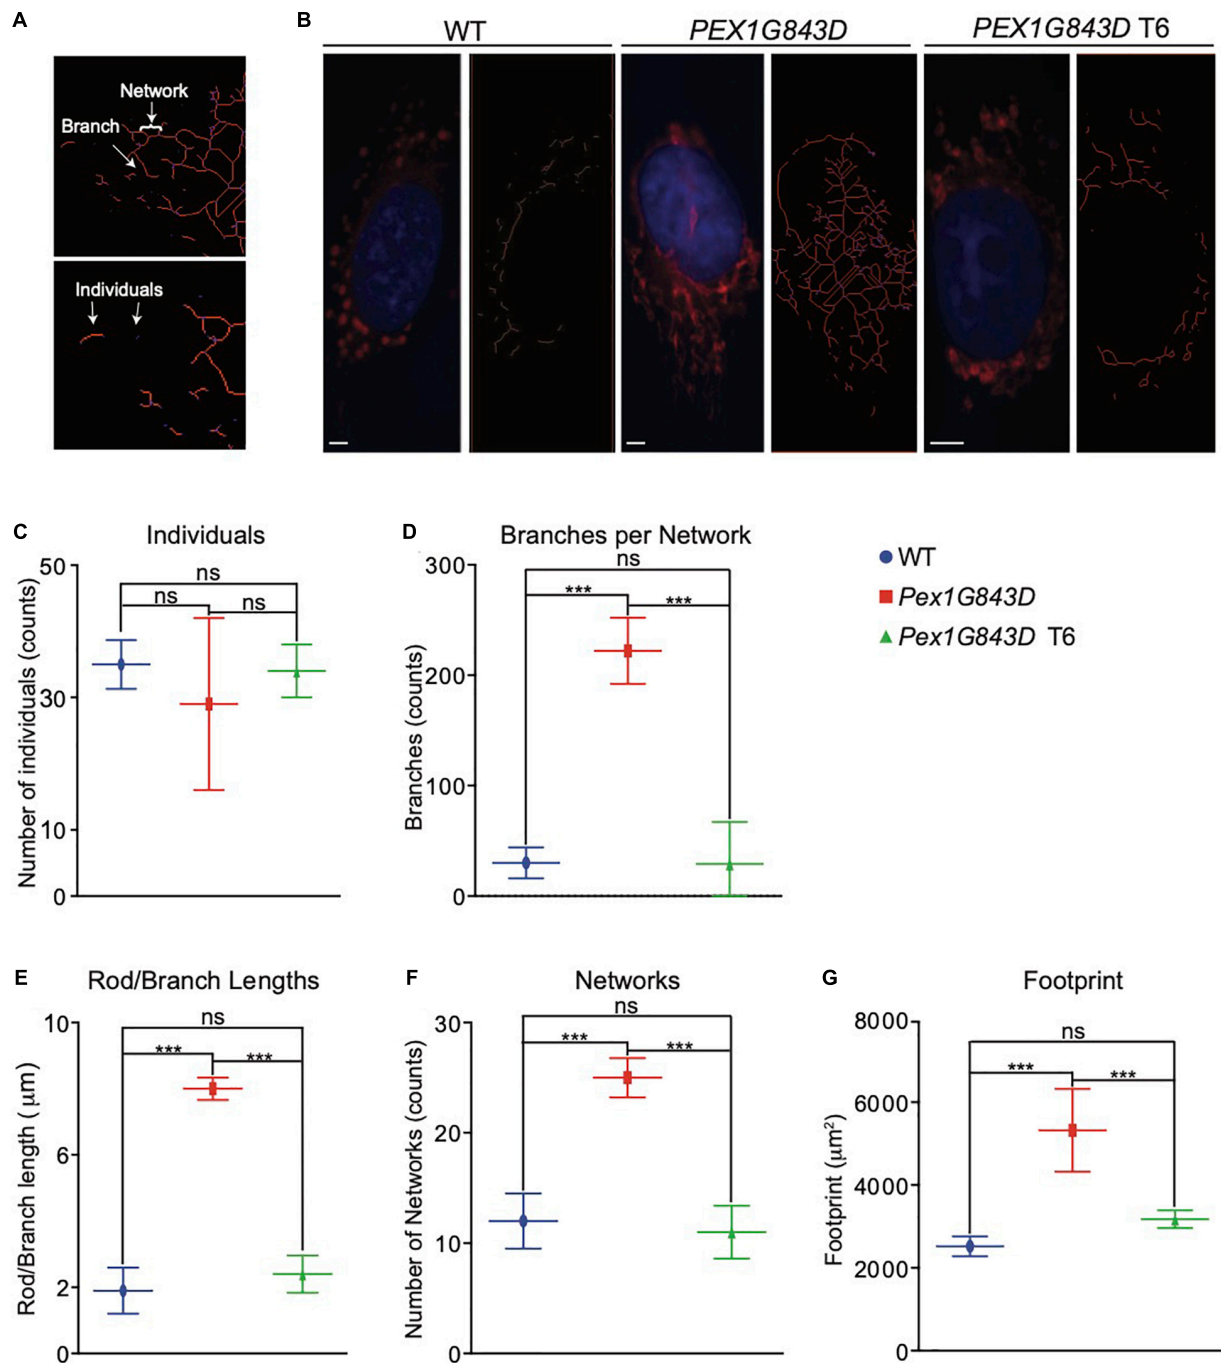 A
Network
Branch
Individuals
B
WT
PEX1G843D
PEX1G843D T6
C
Individuals
Number of individuals (counts)
50
30
10
0
ns
ns
ns
D
Branches per Network
Branches (counts)
300
200
100
0
ns
***
***
WT
Pex1G843D
Pex1G843D T6
E
Rod/Branch Lengths
Rod/Branch length ( μm)
10
6
2
0
ns
***
***
F
Networks
Number of Networks (counts)
30
20
10
0
ns
***
***
G
Footprint
Footprint (μm²)
8000
6000
4000
2000
0
ns
***
***